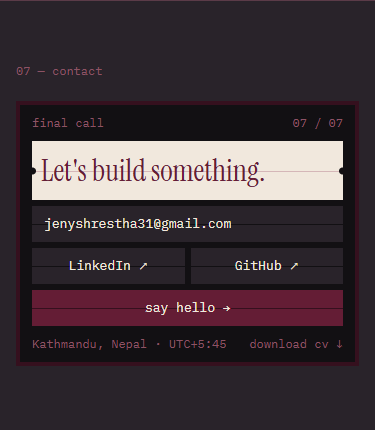 07 — contact
final call 07 / 07
Let's build something.
jenyshrestha31@gmail.com
LinkedIn ↗ GitHub ↗
say hello →
Kathmandu, Nepal · UTC+5:45 download cv ↓